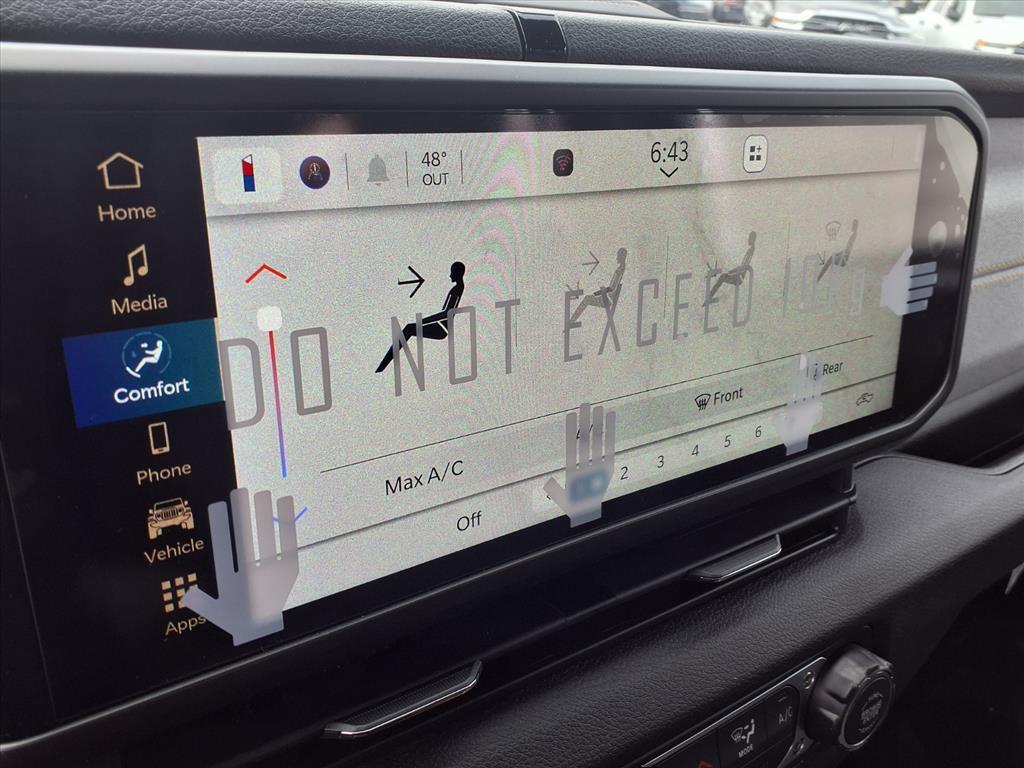 Home
48°
OUT
6:43
Media
Comfort
DO NOT EXCEED
Rear
Front
Max A/C
2 3 4 5 6
Off
Phone
Vehicle
Apps
A/C
MODE